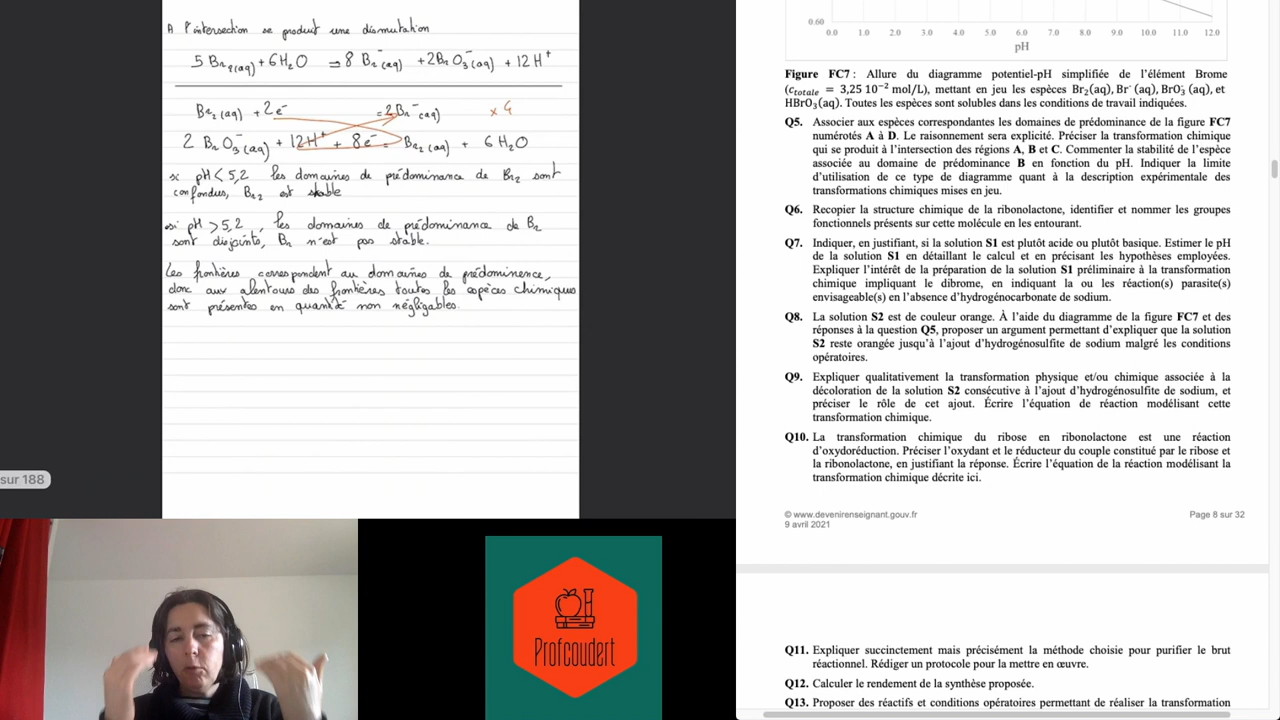 A l'intersection se produit une dismutation
5 Br2(aq) + 6H2O = 8 Br-(aq) + 2BrO3-(aq) + 12H+
Br2(aq) + 2e- = 2Br-(aq) ×4
2 BrO3-(aq) + 12H+ + 8e- = Br2(aq) + 6H2O
× pH < 5,2 les domaines de prédominance de Br2 sont
confondus, Br2 est stable
si pH > 5,2, les domaines de prédominance de Br2
sont disjoints, Br2 n'est pas stable.
Les frontières correspondent au domaines de prédominence,
donc aux alentours des frontières toutes les espèces chimiques
sont présentes en quantité non négligables.
sur 188
Profcoudert
0.60
0.0 1.0 2.0 3.0 4.0 5.0 6.0 7.0 8.0 9.0 10.0 11.0 12.0
pH
Figure FC7 : Allure du diagramme potentiel-pH simplifiée de l'élément Brome
(ctotale = 3,25 10−2 mol/L), mettant en jeu les espèces Br2(aq), Br-(aq), BrO3-(aq), et
HBrO3(aq). Toutes les espèces sont solubles dans les conditions de travail indiquées.
Q5. Associer aux espèces correspondantes les domaines de prédominance de la figure FC7
numérotés A à D. Le raisonnement sera explicité. Préciser la transformation chimique
qui se produit à l'intersection des régions A, B et C. Commenter la stabilité de l'espèce
associée au domaine de prédominance B en fonction du pH. Indiquer la limite
d'utilisation de ce type de diagramme quant à la description expérimentale des
transformations chimiques mises en jeu.
Q6. Recopier la structure chimique de la ribonolactone, identifier et nommer les groupes
fonctionnels présents sur cette molécule en les entourant.
Q7. Indiquer, en justifiant, si la solution S1 est plutôt acide ou plutôt basique. Estimer le pH
de la solution S1 en détaillant le calcul et en précisant les hypothèses employées.
Expliquer l'intérêt de la préparation de la solution S1 préliminaire à la transformation
chimique impliquant le dibrome, en indiquant la ou les réaction(s) parasite(s)
envisageable(s) en l'absence d'hydrogénocarbonate de sodium.
Q8. La solution S2 est de couleur orange. À l'aide du diagramme de la figure FC7 et des
réponses à la question Q5, proposer un argument permettant d'expliquer que la solution
S2 reste orangée jusqu'à l'ajout d'hydrogénosulfite de sodium malgré les conditions
opératoires.
Q9. Expliquer qualitativement la transformation physique et/ou chimique associée à la
décoloration de la solution S2 consécutive à l'ajout d'hydrogénosulfite de sodium, et
préciser le rôle de cet ajout. Écrire l'équation de réaction modélisant cette
transformation chimique.
Q10. La transformation chimique du ribose en ribonolactone est une réaction
d'oxydoréduction. Préciser l'oxydant et le réducteur du couple constitué par le ribose et
la ribonolactone, en justifiant la réponse. Écrire l'équation de la réaction modélisant la
transformation chimique décrite ici.
© www.devenirenseignant.gouv.fr Page 8 sur 32
9 avril 2021
Q11. Expliquer succinctement mais précisément la méthode choisie pour purifier le brut
réactionnel. Rédiger un protocole pour la mettre en œuvre.
Q12. Calculer le rendement de la synthèse proposée.
Q13. Proposer des réactifs et conditions opératoires permettant de réaliser la transformation